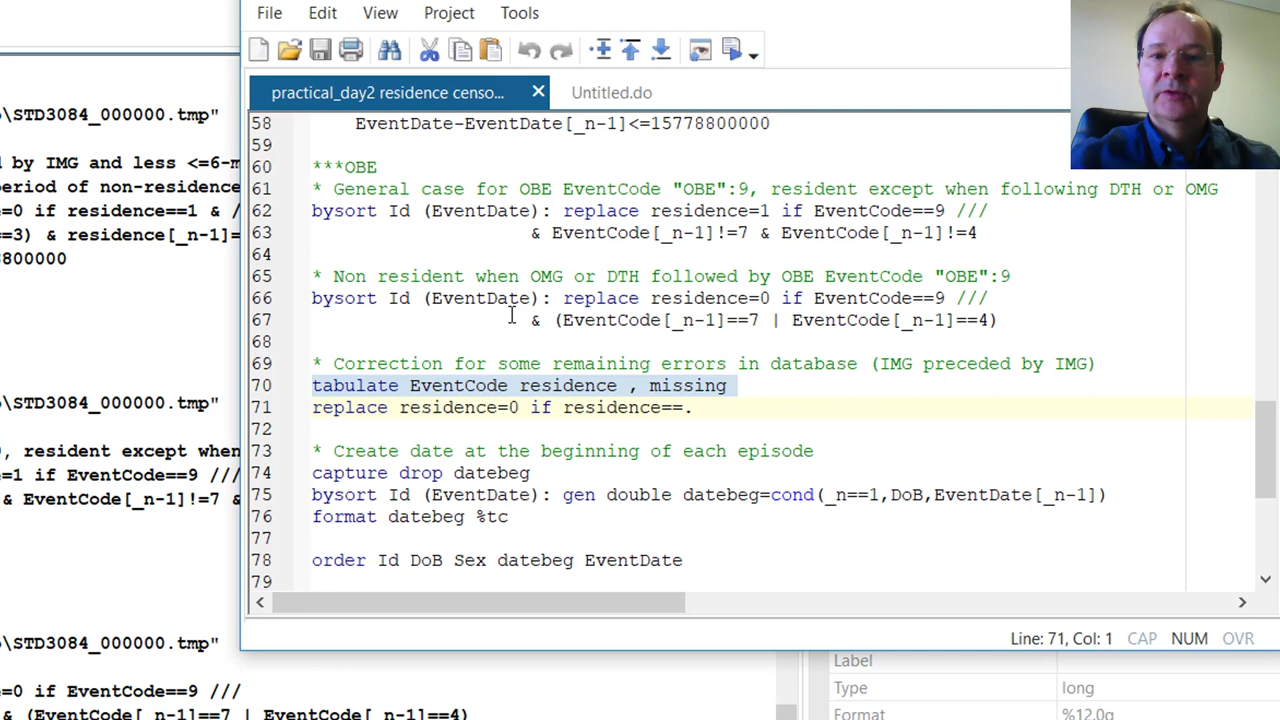 File Edit View Project Tools
practical_day2 residence censo... ✕ Untitled.do
58 EventDate-EventDate[_n-1]<=15778800000
59
60 ***OBE
61 * General case for OBE EventCode "OBE":9, resident except when following DTH or OMG
62 bysort Id (EventDate): replace residence=1 if EventCode==9 ///
63 & EventCode[_n-1]!=7 & EventCode[_n-1]!=4
64
65 * Non resident when OMG or DTH followed by OBE EventCode "OBE":9
66 bysort Id (EventDate): replace residence=0 if EventCode==9 ///
67 & (EventCode[_n-1]==7 | EventCode[_n-1]==4)
68
69 * Correction for some remaining errors in database (IMG preceded by IMG)
70 tabulate EventCode residence , missing
71 replace residence=0 if residence==.
72
73 * Create date at the beginning of each episode
74 capture drop datebeg
75 bysort Id (EventDate): gen double datebeg=cond(_n==1,DoB,EventDate[_n-1])
76 format datebeg %tc
77
78 order Id DoB Sex datebeg EventDate
79
Line: 71, Col: 1 CAP NUM OVR
\STD3084_000000.tmp"
d by IMG and less <=6-m
period of non-residence
=0 if residence==1 & /
==3) & residence[_n-1]=
800000
\STD3084_000000.tmp"
, resident except when
=1 if EventCode==9 ///
& EventCode[_n-1]!=7 &
\STD3084_000000.tmp"
=0 if EventCode==9 ///
& (EventCode[_n-1]==7 | EventCode[_n-1]==4)
Label
Type long
Format %12.0g